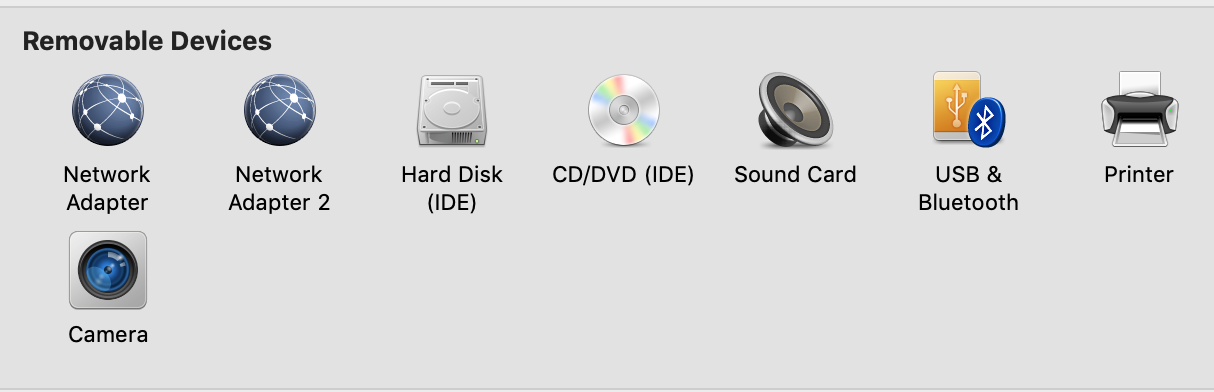 Removable Devices
Network
Adapter
Network
Adapter 2
Hard Disk
(IDE)
CD/DVD (IDE)
Sound Card
USB &
Bluetooth
Printer
Camera